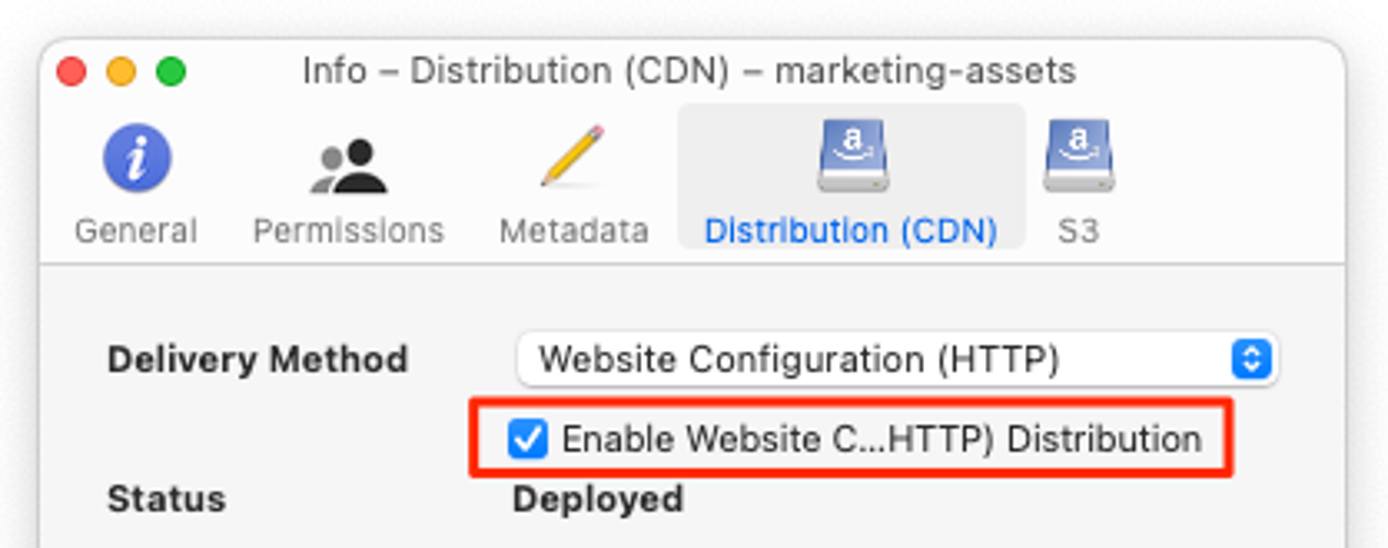 Info – Distribution (CDN) – marketing-assets
General Permissions Metadata Distribution (CDN) S3
Delivery Method Website Configuration (HTTP)
Enable Website C...HTTP) Distribution
Status Deployed